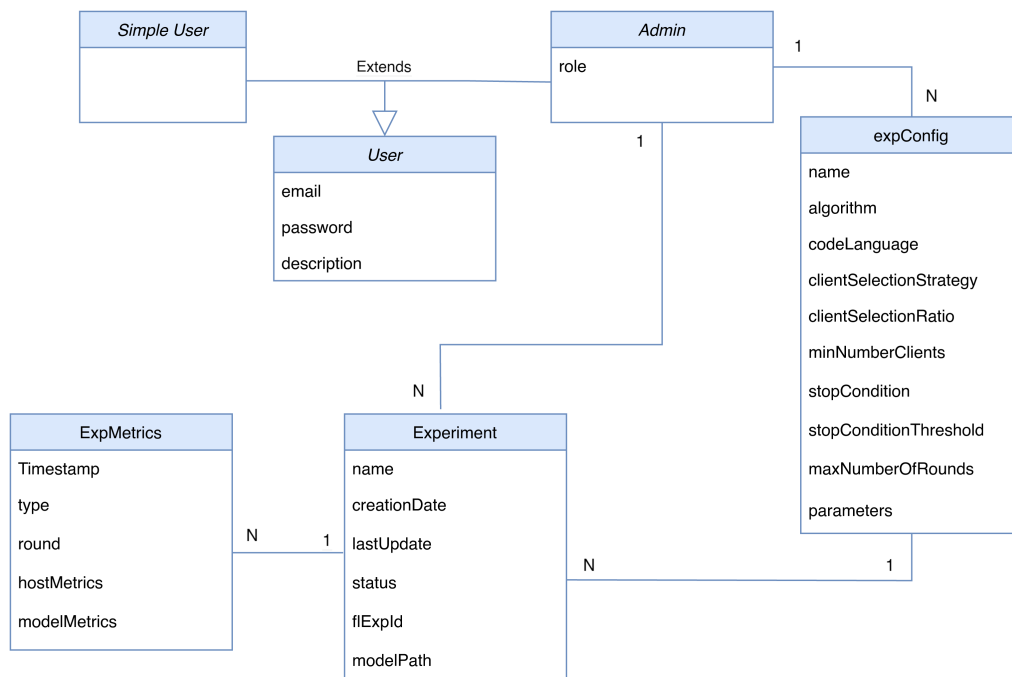 Simple User
Extends
Admin
role
1
N
1
User
email
password
description
expConfig
name
algorithm
codeLanguage
clientSelectionStrategy
clientSelectionRatio
minNumberClients
stopCondition
stopConditionThreshold
maxNumberOfRounds
parameters
N
ExpMetrics
Timestamp
type
round
hostMetrics
modelMetrics
N
1
Experiment
name
creationDate
lastUpdate
status
flExpId
modelPath
N
1